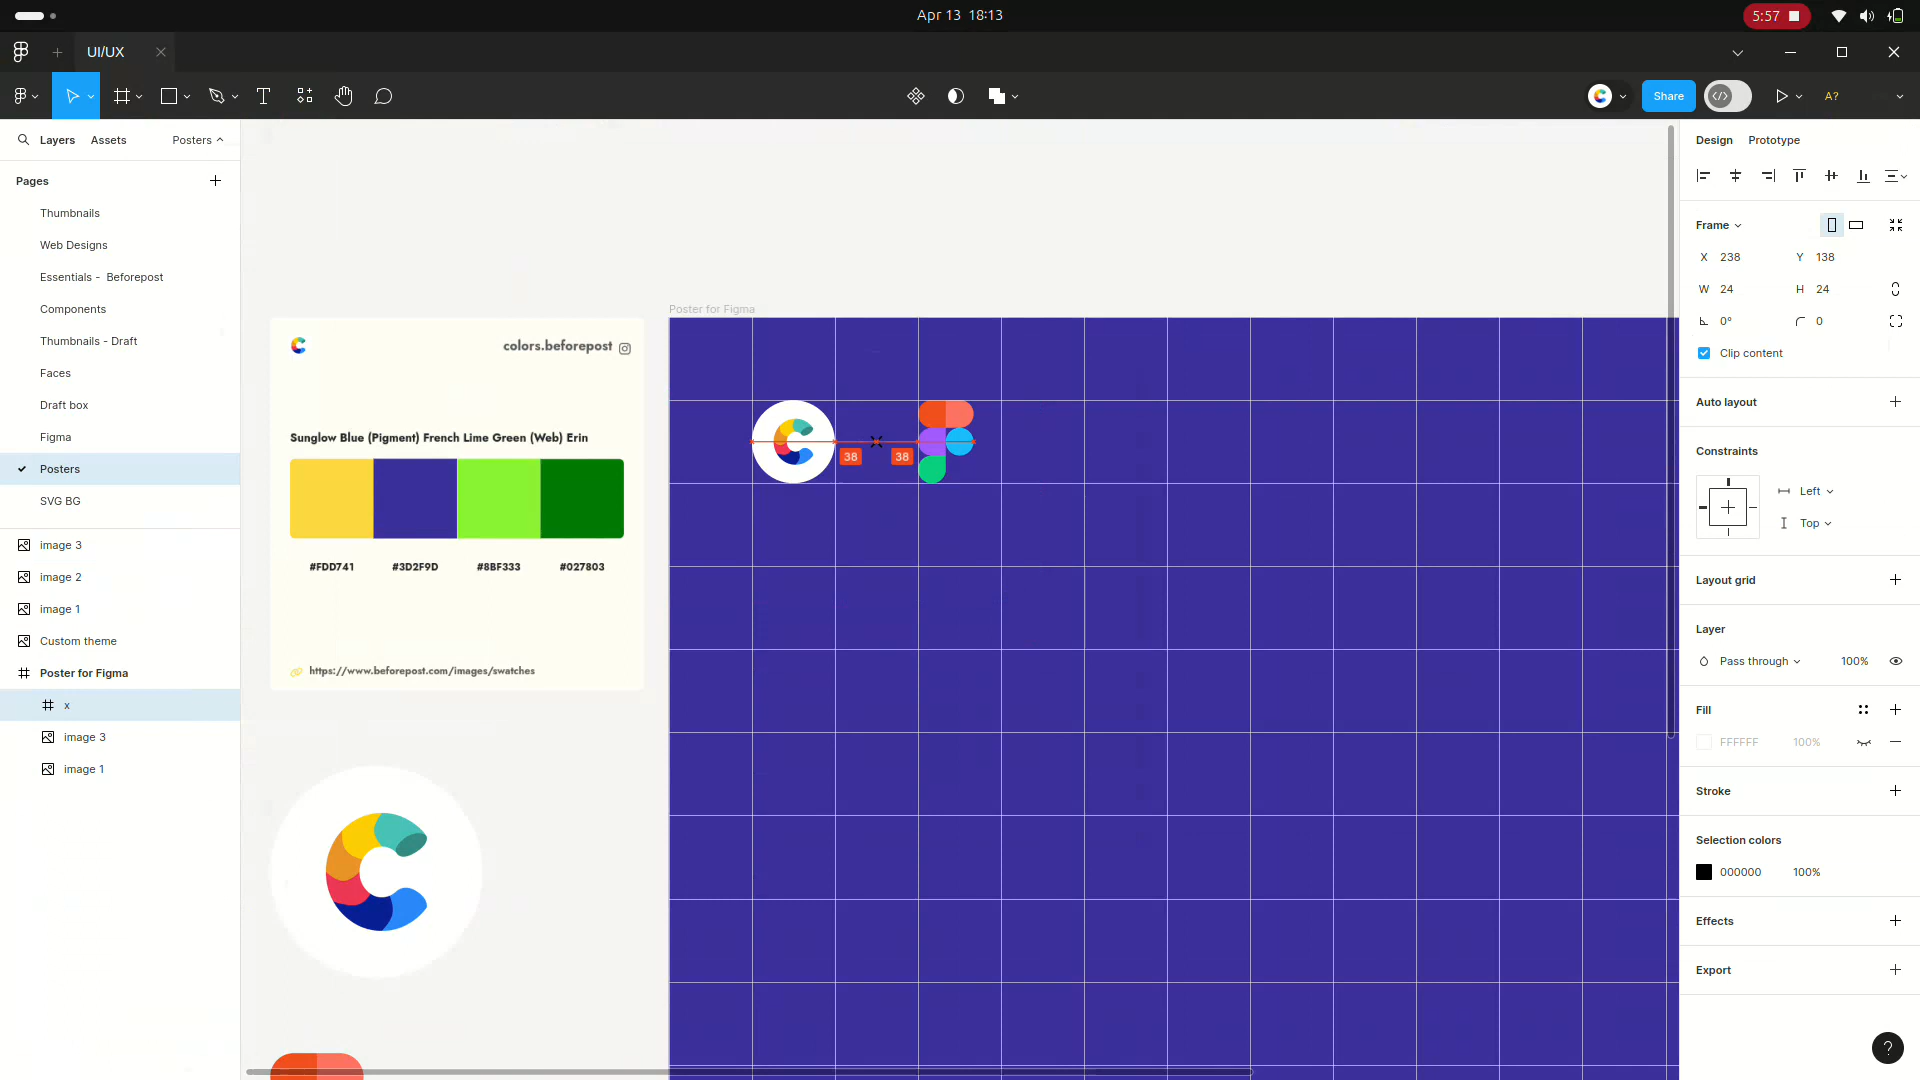 Apr 13 18:13
5:57
UI/UX
Share
A?
Layers Assets Posters
Pages
Thumbnails
Web Designs
Essentials - Beforepost
Components
Thumbnails - Draft
Faces
Draft box
Figma
Posters
SVG BG
image 3
image 2
image 1
Custom theme
Poster for Figma
x
image 3
image 1
colors.beforepost
Sunglow Blue (Pigment) French Lime Green (Web) Erin
#FDD741 #3D2F9D #8BF333 #027803
https://www.beforepost.com/images/swatches
Poster for Figma
38 38
Design Prototype
Frame
X 238 Y 138
W 24 H 24
0° 0
Clip content
Auto layout
Constraints
Left
Top
Layout grid
Layer
Pass through 100%
Fill
FFFFFF 100%
Stroke
Selection colors
000000 100%
Effects
Export
?